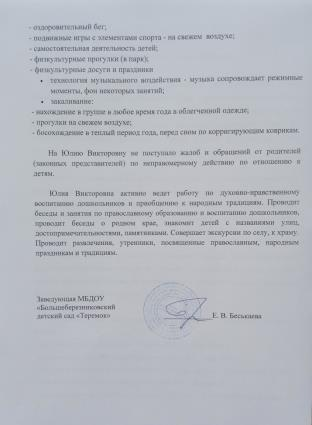 - оздоровительный бег;
- подвижные игры с элементами спорта - на свежем воздухе;
- самостоятельная деятельность детей;
- физкультурные прогулки (в парк);
- физкультурные досуги и праздники
• технология музыкального воздействия - музыка сопровождает режимные
моменты, фон некоторых занятий;
• закаливание:
- нахождение в группе в любое время года в облегченной одежде;
- прогулки на свежем воздухе;
- босохождение в теплый период года, перед сном по корригирующим коврикам.
На Юлию Викторовну не поступало жалоб и обращений от родителей
(законных представителей) по неправомерному действию по отношению к
детям.
Юлия Викторовна активно ведет работу по духовно-нравственному
воспитанию дошкольников и приобщению к народным традициям. Проводит
беседы и занятия по православному образованию и воспитанию дошкольников,
проводит беседы о родном крае, знакомит детей с названиями улиц,
достопримечательностями, памятниками. Совершает экскурсии по селу, к храму.
Проводит развлечения, утренники, посвященные православным, народным
праздникам и традициям.
Заведующая МБДОУ
«Большеберезниковский
детский сад «Теремок»
Е. В. Беськаева